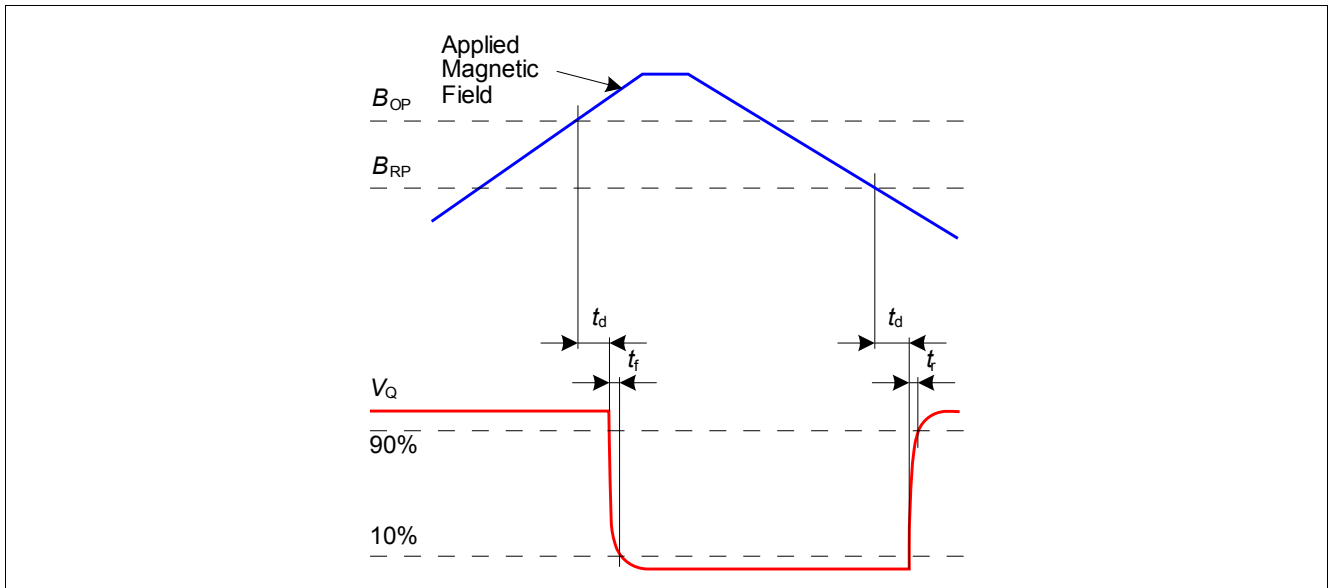 Applied
Magnetic
Field
BOP
BRP
td
td
tf
tr
VQ
90%
10%